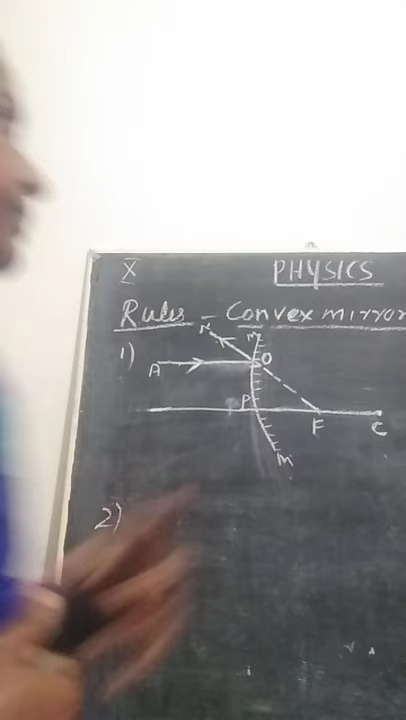 X
PHYSICS
Rules - Convex mirror
1)
N
M
O
A
P
F
C
M
2)